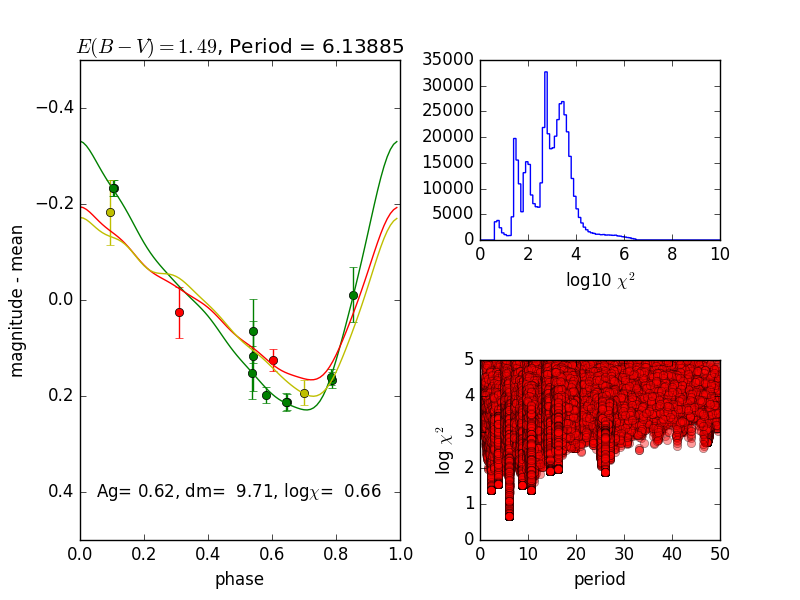 E(B − V) = 1.49, Period = 6.13885
−0.4
−0.2
0.0
0.2
0.4
magnitude - mean
Ag= 0.62, dm= 9.71, logχ= 0.66
0.0 0.2 0.4 0.6 0.8 1.0
phase
35000
30000
25000
20000
15000
10000
5000
0
0 2 4 6 8 10
log10 χ²
5
4
3
2
1
0
log χ²
0 10 20 30 40 50
period